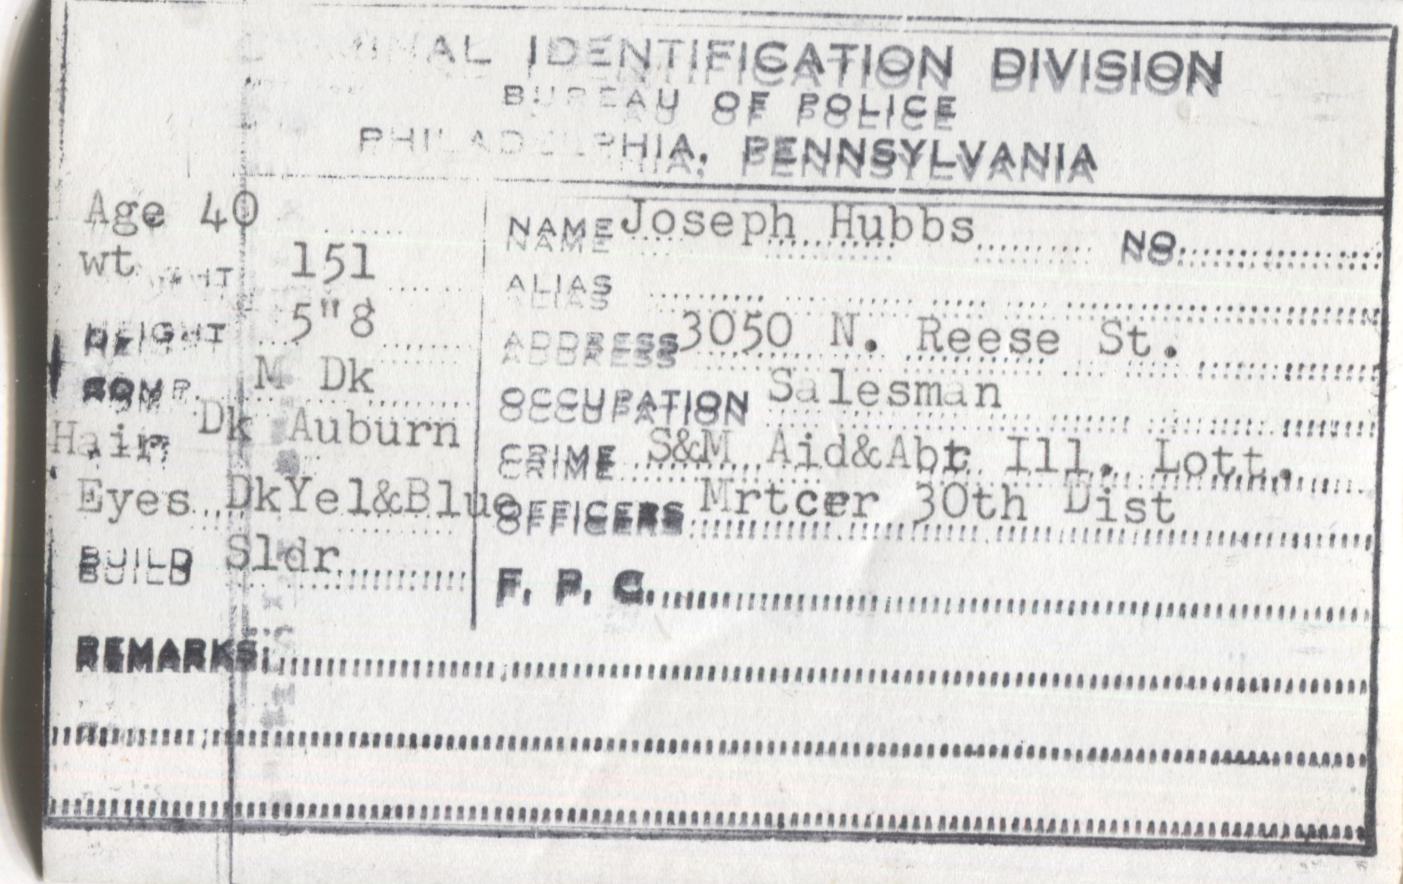 CRIMINAL IDENTIFICATION DIVISION
BUREAU OF POLICE
PHILADELPHIA, PENNSYLVANIA
Age 40
wt 151
HEIGHT 5"8
COMP. M Dk
Hair Dk Auburn
Eyes DkYel&Blue
BUILD Sldr
NAME Joseph Hubbs NO.
ALIAS
ADDRESS 3050 N. Reese St.
OCCUPATION Salesman
CRIME S&M Aid&Abt Ill. Lott.
OFFICERS Mrtcer 30th Dist
F. P. C.
REMARKS: